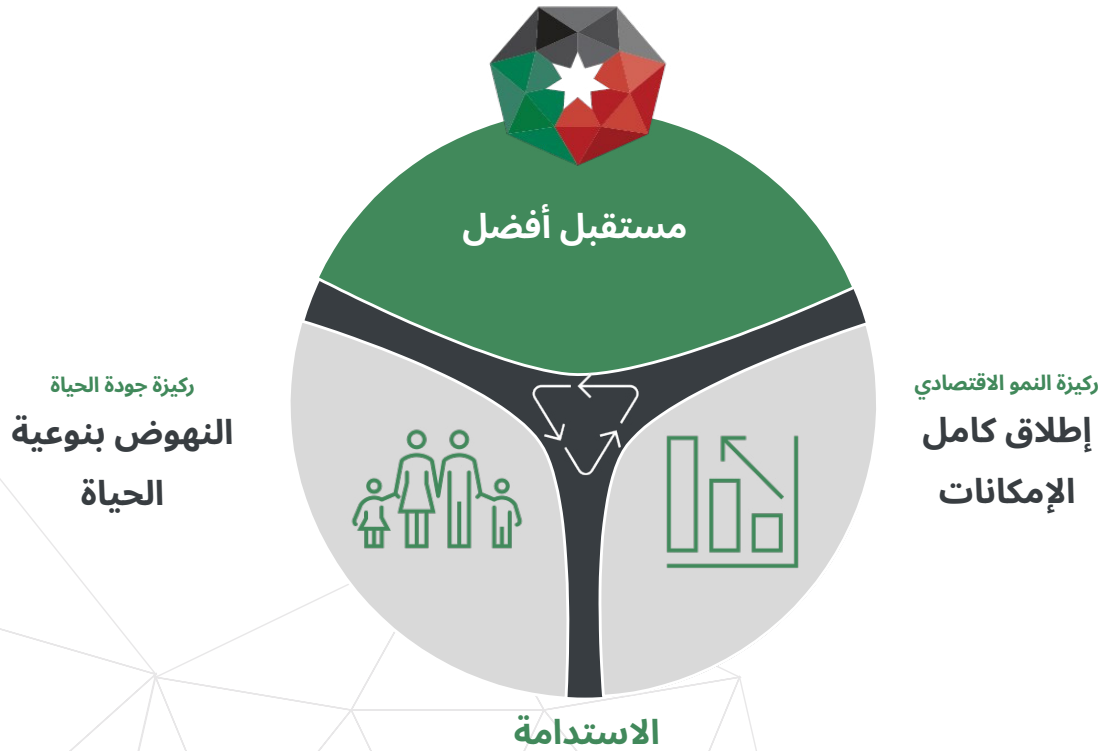 مستقبل أفضل
ركيزة النمو الاقتصادي
إطلاق كامل
الإمكانات
ركيزة جودة الحياة
النهوض بنوعية
الحياة
الاستدامة